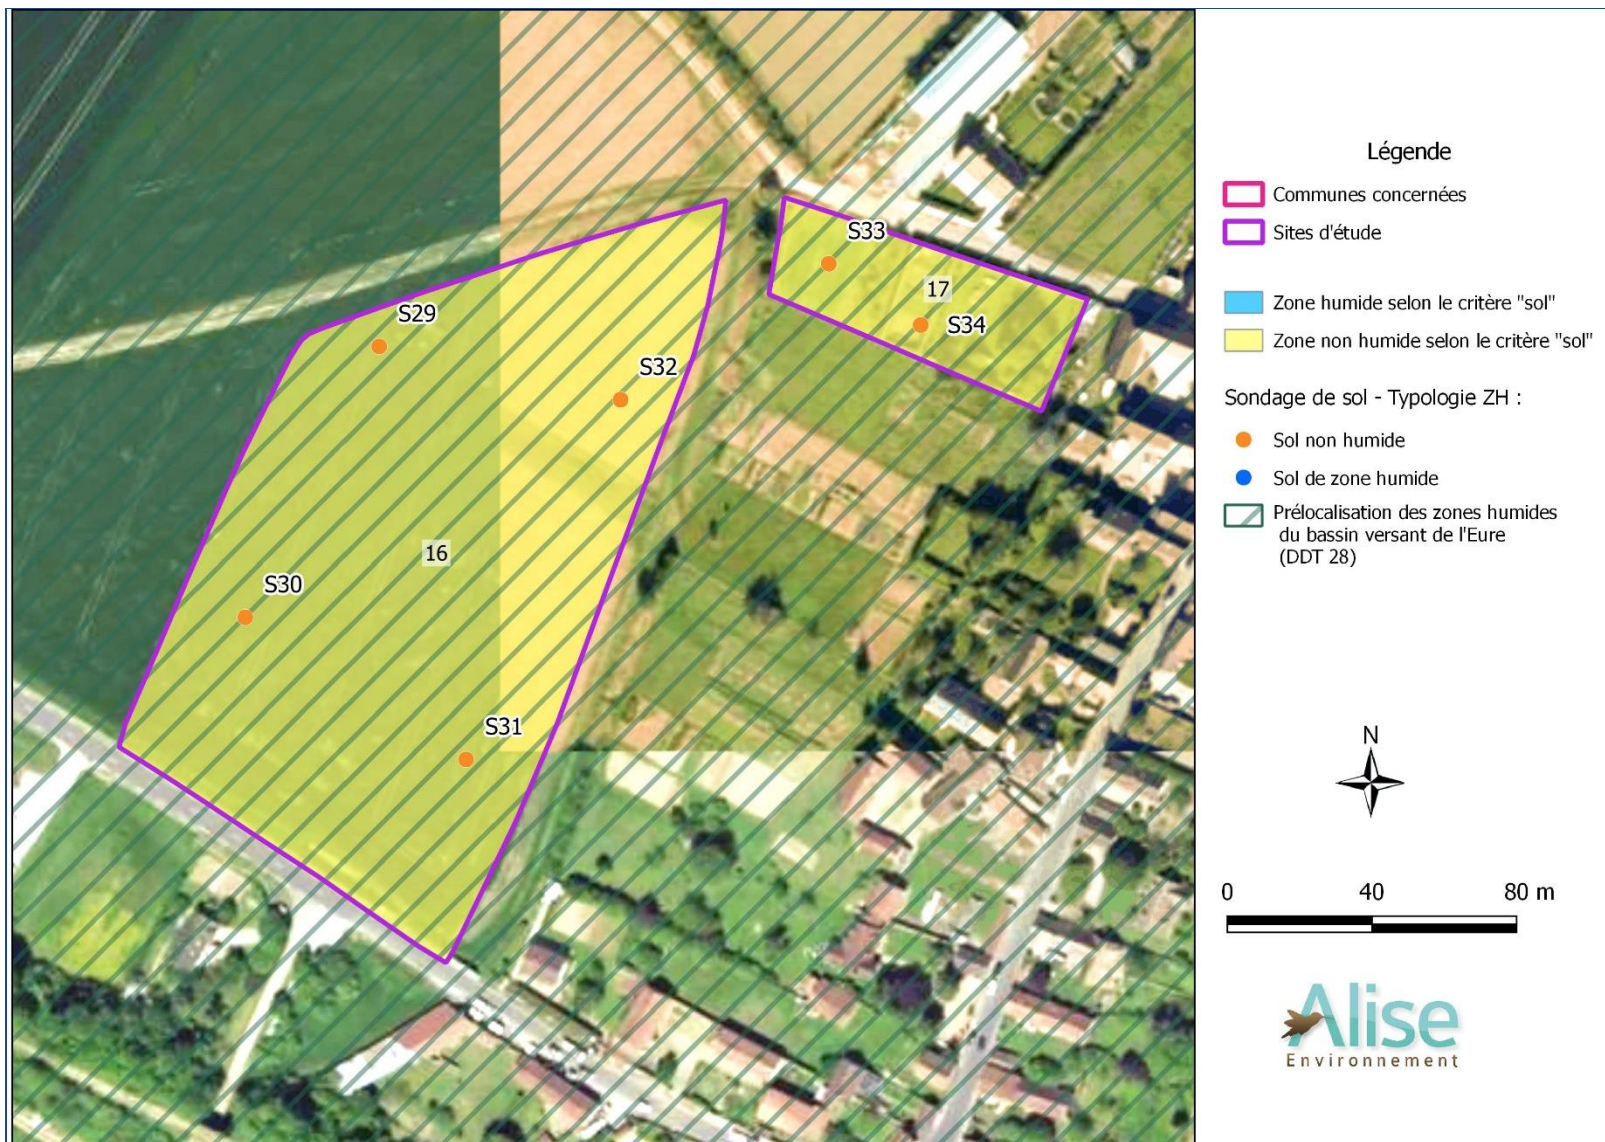 S33
17
S34
S29
S32
16
S30
S31
Légende
Communes concernées
Sites d'étude
Zone humide selon le critère "sol"
Zone non humide selon le critère "sol"
Sondage de sol - Typologie ZH :
Sol non humide
Sol de zone humide
Prélocalisation des zones humides
du bassin versant de l'Eure
(DDT 28)
N
0 40 80 m
Alise
Environnement